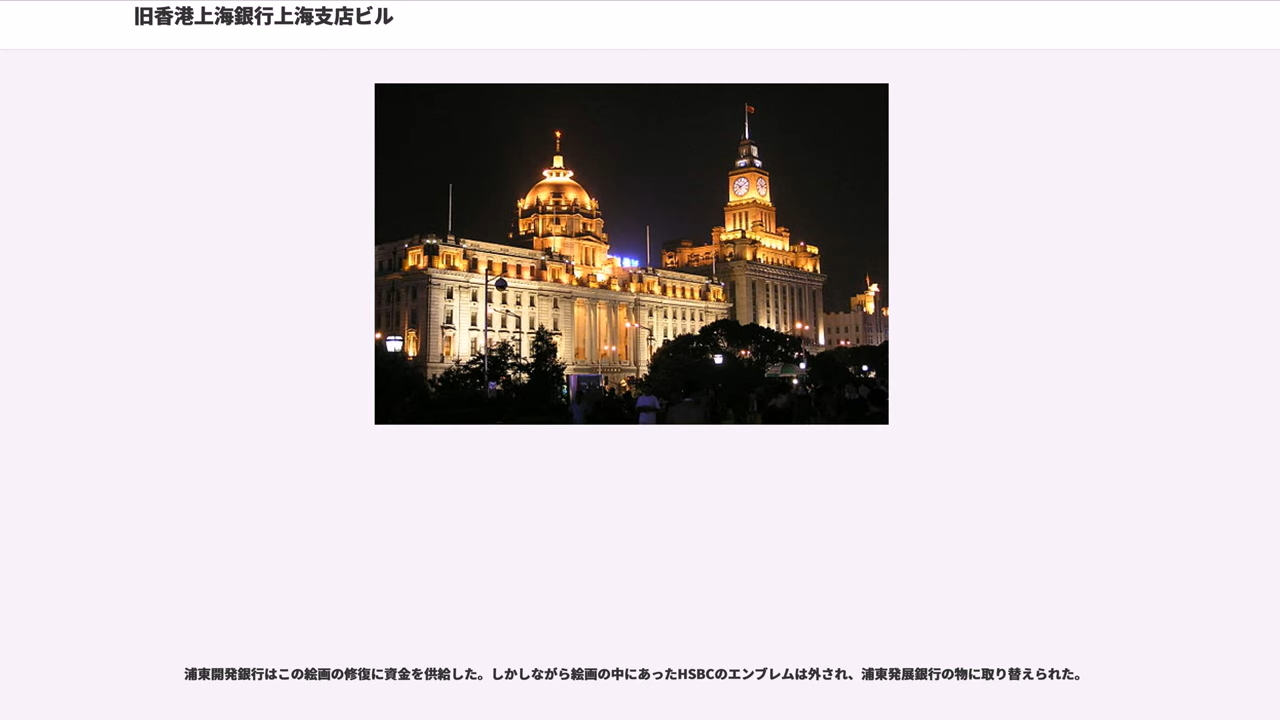 旧香港上海銀行上海支店ビル
浦東開発銀行はこの絵画の修復に資金を供給した。しかしながら絵画の中にあったHSBCのエンブレムは外され、浦東発展銀行の物に取り替えられた。